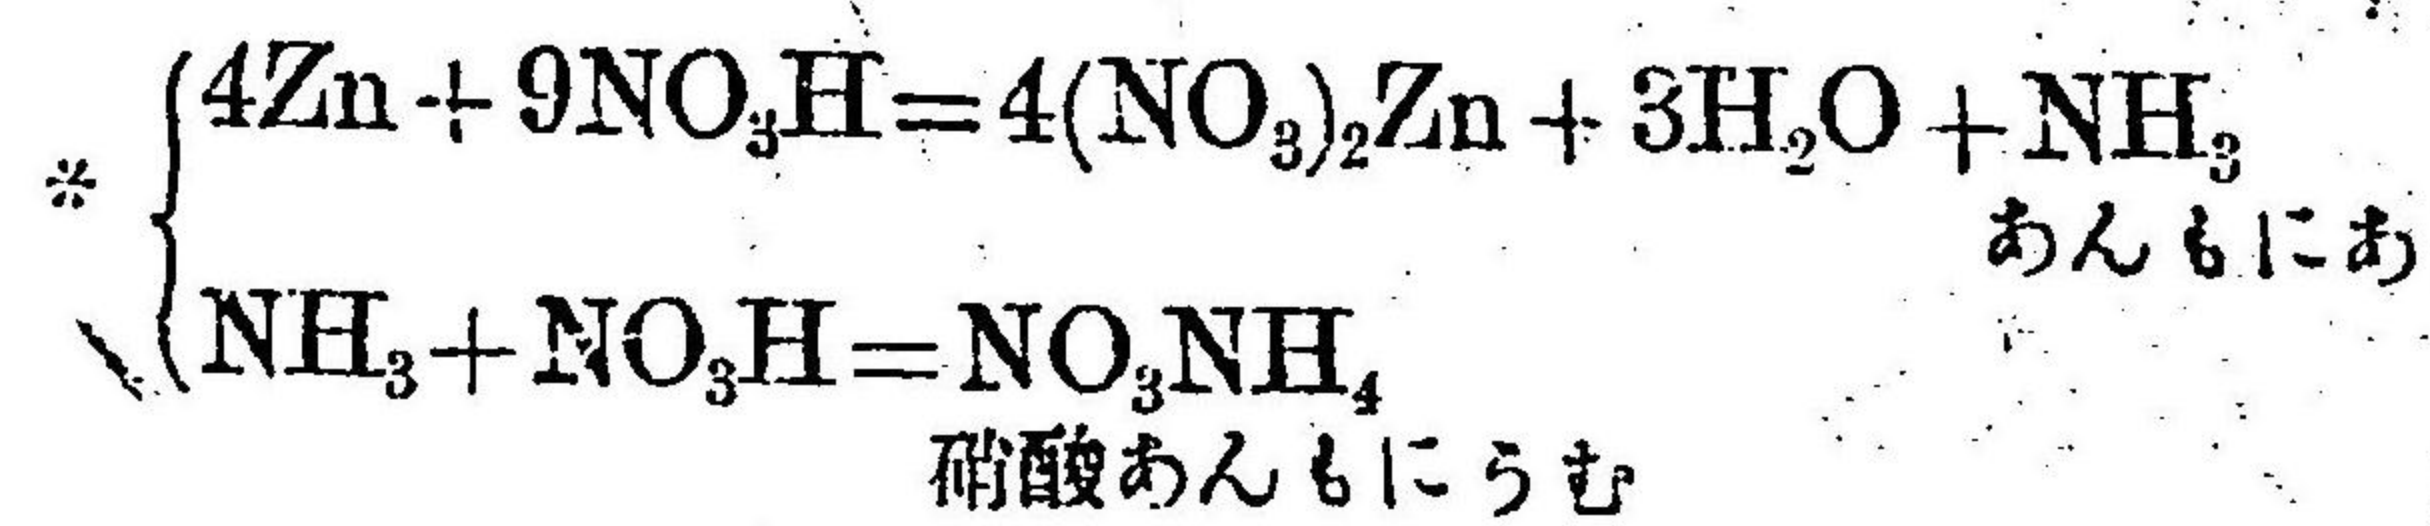 * 4Zn + 9NO₃H = 4(NO₃)₂Zn + 3H₂O + NH₃
あんもにあ
NH₃ + NO₃H = NO₃NH₄
硝酸あんもにうむ